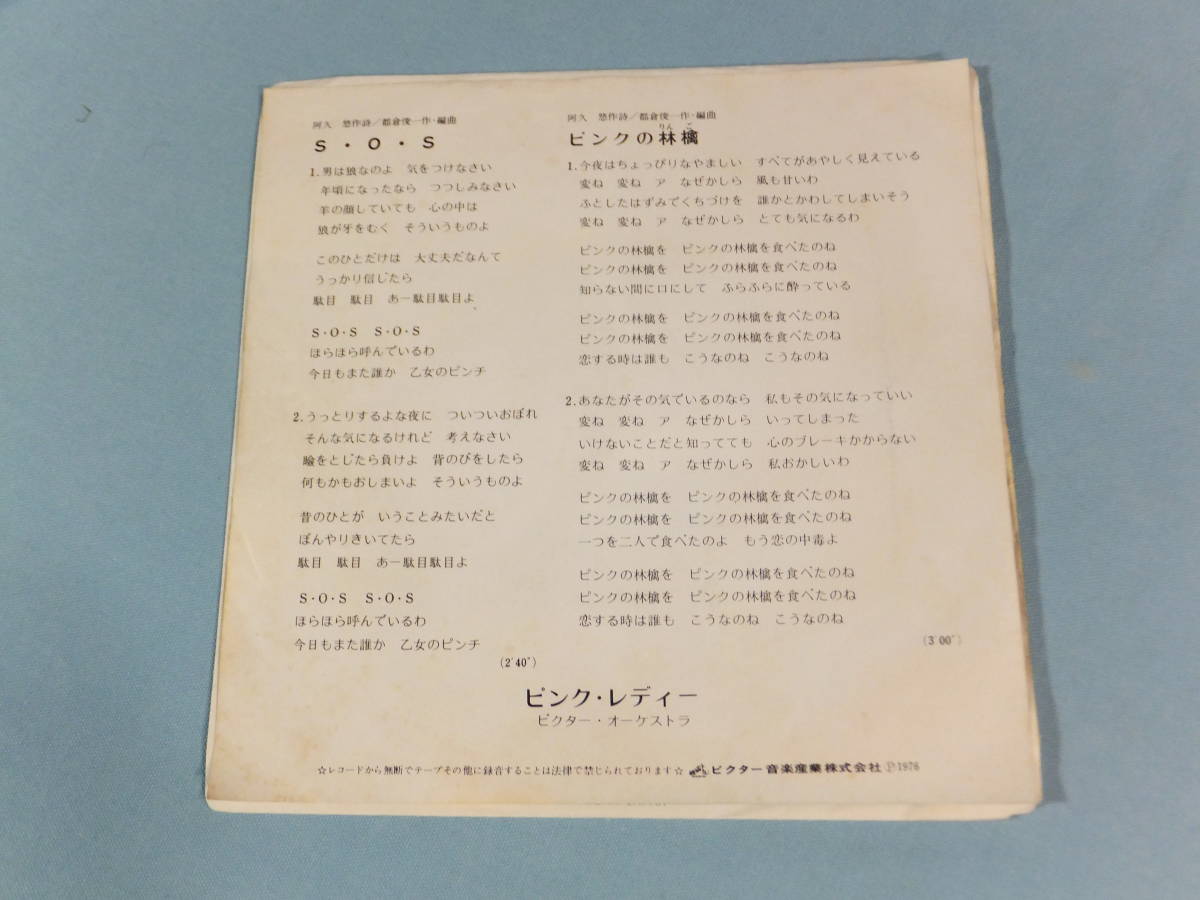 阿久　悠作詩／都倉俊一作・編曲
S・O・S
1.男は狼なのよ　気をつけなさい
年頃になったなら　つつしみなさい
羊の顔していても　心の中は
狼が牙をむく　そういうものよ
このひとだけは　大丈夫だなんて
うっかり信じたら
駄目　駄目　あー駄目駄目よ
S・O・S　S・O・S
ほらほら呼んでいるわ
今日もまた誰か　乙女のピンチ
2.うっとりするよな夜に　ついついおぼれ
そんな気になるけれど　考えなさい
瞼をとじたら負けよ　背のびをしたら
何もかもおしまいよ　そういうものよ
昔のひとが　いうことみたいだと
ぼんやりきいてたら
駄目　駄目　あー駄目駄目よ
S・O・S　S・O・S
ほらほら呼んでいるわ
今日もまた誰か　乙女のピンチ
(2′40″)
阿久　悠作詩／都倉俊一作・編曲
りんご
ピンクの林檎
1.今夜はちょっぴりなやましい　すべてがあやしく見えている
変ね　変ね　ア　なぜかしら　風も甘いわ
ふとしたはずみでくちづけを　誰かとかわしてしまいそう
変ね　変ね　ア　なぜかしら　とても気になるわ
ピンクの林檎を　ピンクの林檎を食べたのね
ピンクの林檎を　ピンクの林檎を食べたのね
知らない間に口にして　ふらふらに酔っている
ピンクの林檎を　ピンクの林檎を食べたのね
ピンクの林檎を　ピンクの林檎を食べたのね
恋する時は誰も　こうなのね　こうなのね
2.あなたがその気でいるのなら　私もその気になっていい
変ね　変ね　ア　なぜかしら　いってしまった
いけないことだと知ってても　心のブレーキかからない
変ね　変ね　ア　なぜかしら　私おかしいわ
ピンクの林檎を　ピンクの林檎を食べたのね
ピンクの林檎を　ピンクの林檎を食べたのね
一つを二人で食べたのよ　もう恋の中毒よ
ピンクの林檎を　ピンクの林檎を食べたのね
ピンクの林檎を　ピンクの林檎を食べたのね
恋する時は誰も　こうなのね　こうなのね
(3′00″)
ピンク・レディー
ビクター・オーケストラ
☆レコードから無断でテープその他に録音することは法律で禁じられております☆　ビクター音楽産業株式会社 Ⓟ1976